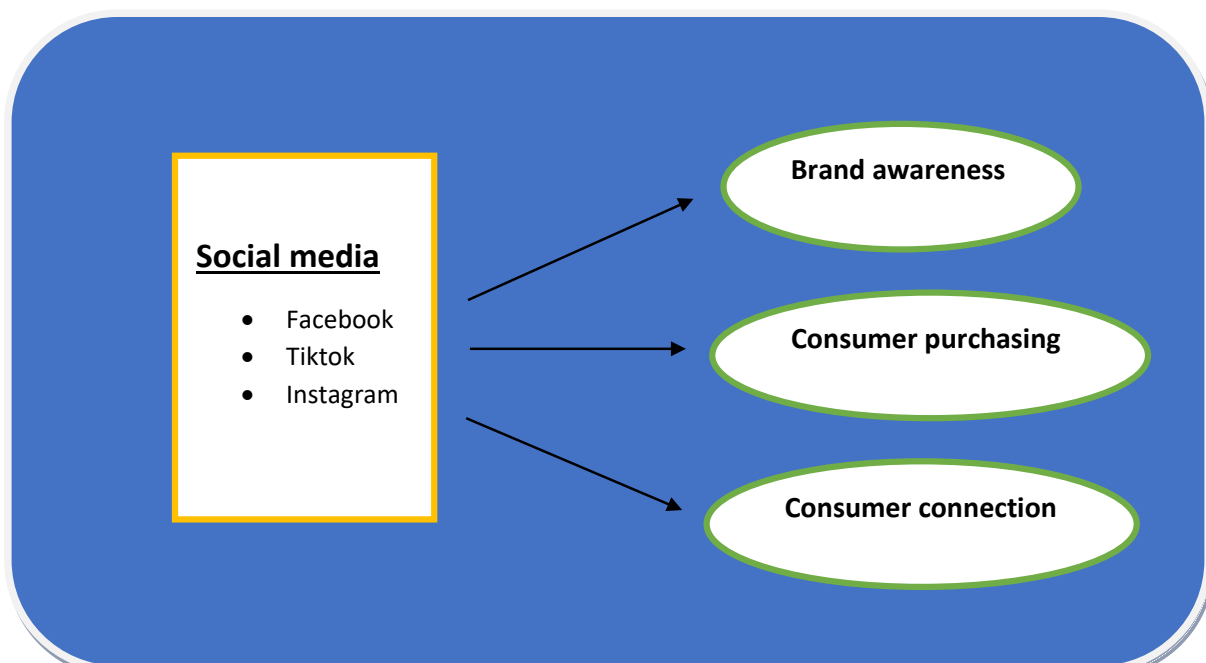 Social media
Facebook
Tiktok
Instagram
Brand awareness
Consumer purchasing
Consumer connection